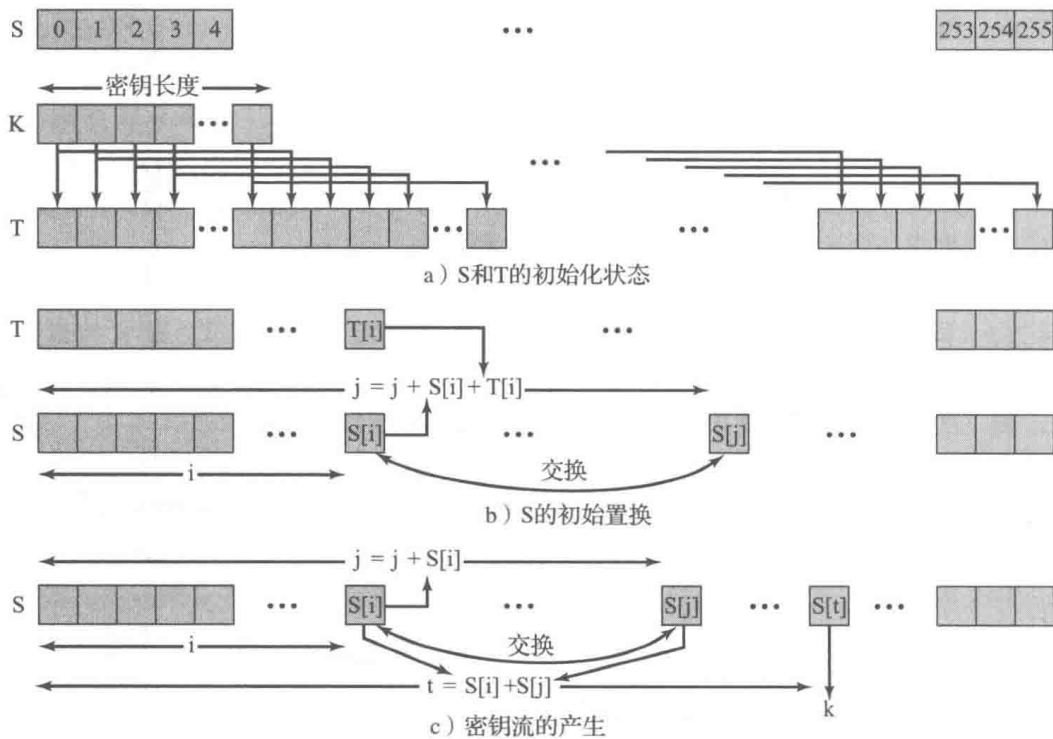 S 0 1 2 3 4 ··· 253 254 255
密钥长度
K ···
···
T ··· ··· ··· ···
a）S和T的初始化状态
T ··· T[i] ···
j = j + S[i] + T[i]
S ··· S[i] ··· S[j] ···
i 交换
b）S的初始置换
j = j + S[i]
S ··· S[i] ··· S[j] ··· S[t] ···
i 交换
t = S[i]+S[j]
k
c）密钥流的产生